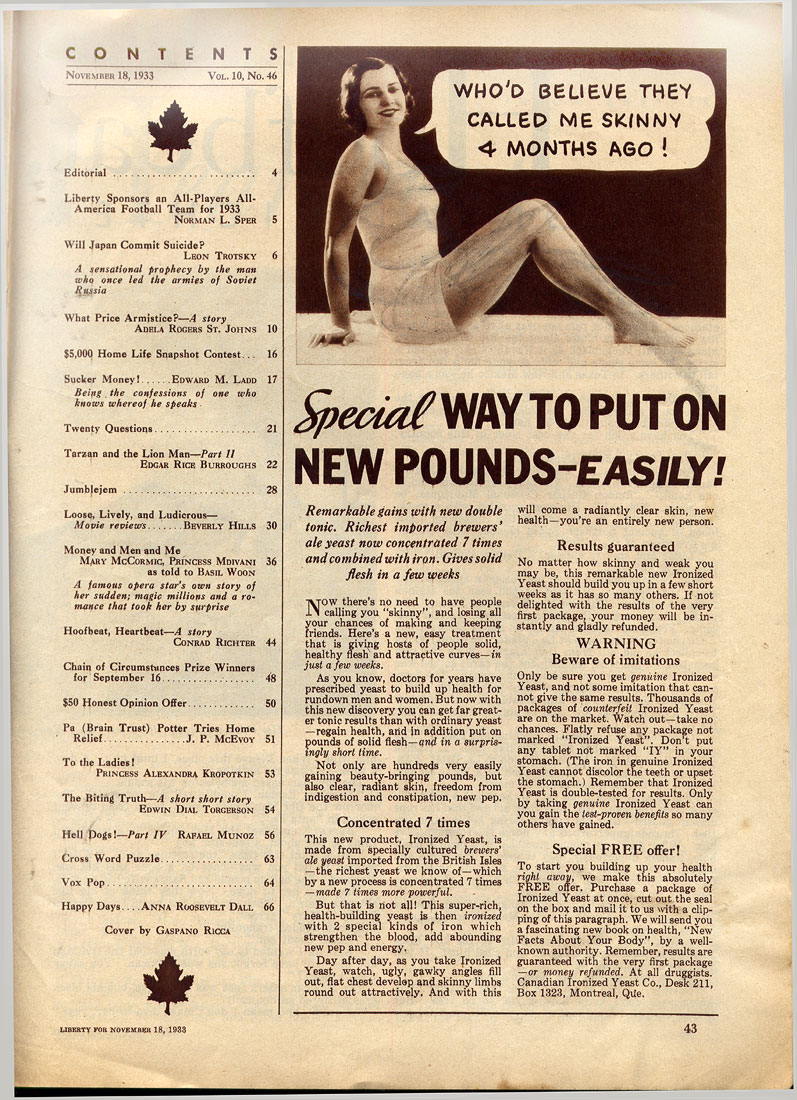 CONTENTS
NOVEMBER 18, 1933 VOL. 10, No. 46
Editorial ........................... 4
Liberty Sponsors an All-Players All-
America Football Team for 1933
NORMAN L. SPER 5
Will Japan Commit Suicide?
LEON TROTSKY 6
A sensational prophecy by the man
who once led the armies of Soviet
Russia
What Price Armistice?—A story
ADELA ROGERS ST. JOHNS 10
$5,000 Home Life Snapshot Contest... 16
Sucker Money!......EDWARD M. LADD 17
Being the confessions of one who
knows whereof he speaks
Twenty Questions.................. 21
Tarzan and the Lion Man—Part II
EDGAR RICE BURROUGHS 22
Jumblejem ........................ 28
Loose, Lively, and Ludicrous—
Movie reviews.......BEVERLY HILLS 30
Money and Men and Me
MARY MCCORMIC, PRINCESS MDIVANI 36
as told to BASIL WOON
A famous opera star's own story of
her sudden; magic millions and a ro-
mance that took her by surprise
Hoofbeat, Heartbeat—A story
CONRAD RICHTER 44
Chain of Circumstances Prize Winners
for September 16................. 48
$50 Honest Opinion Offer............. 50
Pa (Brain Trust) Potter Tries Home
Relief...............J. P. MCEVOY 51
To the Ladies!
PRINCESS ALEXANDRA KROPOTKIN 53
The Biting Truth—A short short story
EDWIN DIAL TORGERSON 54
Hell Dogs!—Part IV RAFAEL MUNOZ 56
Cross Word Puzzle.................. 63
Vox Pop............................ 64
Happy Days....ANNA ROOSEVELT DALL 66
Cover by GASPANO RICCA
WHO'D BELIEVE THEY
CALLED ME SKINNY
4 MONTHS AGO!
Special WAY TO PUT ON
NEW POUNDS-EASILY!
Remarkable gains with new double
tonic. Richest imported brewers'
ale yeast now concentrated 7 times
and combined with iron. Gives solid
flesh in a few weeks
NOW there's no need to have people
calling you "skinny", and losing all
your chances of making and keeping
friends. Here's a new, easy treatment
that is giving hosts of people solid,
healthy flesh and attractive curves—in
just a few weeks.
As you know, doctors for years have
prescribed yeast to build up health for
rundown men and women. But now with
this new discovery you can get far great-
er tonic results than with ordinary yeast
—regain health, and in addition put on
pounds of solid flesh—and in a surpris-
ingly short time.
Not only are hundreds very easily
gaining beauty-bringing pounds, but
also clear, radiant skin, freedom from
indigestion and constipation, new pep.
Concentrated 7 times
This new product, Ironized Yeast, is
made from specially cultured brewers'
ale yeast imported from the British Isles
—the richest yeast we know of—which
by a new process is concentrated 7 times
—made 7 times more powerful.
But that is not all! This super-rich,
health-building yeast is then ironized
with 2 special kinds of iron which
strengthen the blood, add abounding
new pep and energy.
Day after day, as you take Ironized
Yeast, watch, ugly, gawky angles fill
out, flat chest develop and skinny limbs
round out attractively. And with this
will come a radiantly clear skin, new
health—you're an entirely new person.
Results guaranteed
No matter how skinny and weak you
may be, this remarkable new Ironized
Yeast should build you up in a few short
weeks as it has so many others. If not
delighted with the results of the very
first package, your money will be in-
stantly and gladly refunded.
WARNING
Beware of imitations
Only be sure you get genuine Ironized
Yeast, and not some imitation that can-
not give the same results. Thousands of
packages of counterfeit Ironized Yeast
are on the market. Watch out—take no
chances. Flatly refuse any package not
marked "Ironized Yeast". Don't put
any tablet not marked "IY" in your
stomach. (The iron in genuine Ironized
Yeast cannot discolor the teeth or upset
the stomach.) Remember that Ironized
Yeast is double-tested for results. Only
by taking genuine Ironized Yeast can
you gain the test-proven benefits so many
others have gained.
Special FREE offer!
To start you building up your health
right away, we make this absolutely
FREE offer. Purchase a package of
Ironized Yeast at once, cut out the seal
on the box and mail it to us with a clip-
ping of this paragraph. We will send you
a fascinating new book on health, "New
Facts About Your Body", by a well-
known authority. Remember, results are
guaranteed with the very first package
—or money refunded. At all druggists.
Canadian Ironized Yeast Co., Desk 211,
Box 1323, Montreal, Que.
LIBERTY FOR NOVEMBER 18, 1933
43